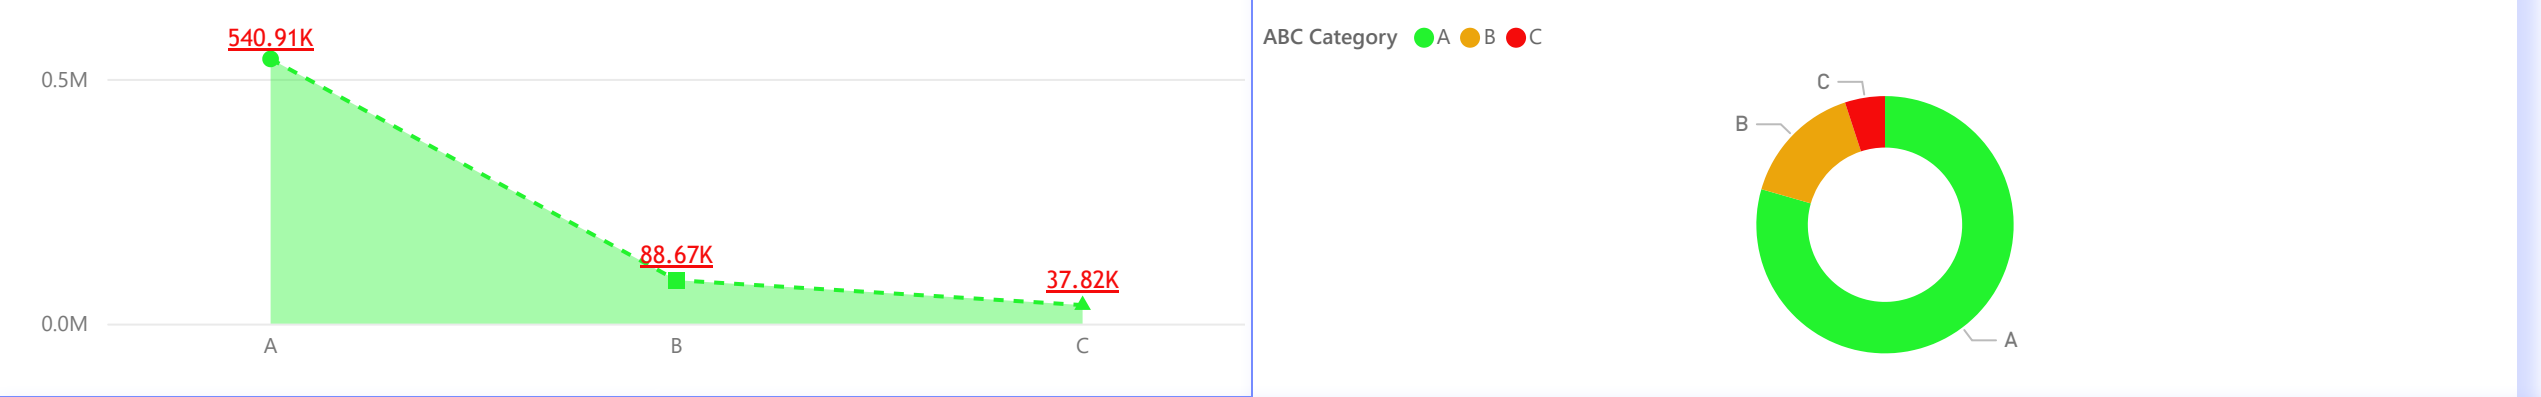 540.91K
0.5M
88.67K
37.82K
0.0M
A B C
ABC Category A B C
C
B
A